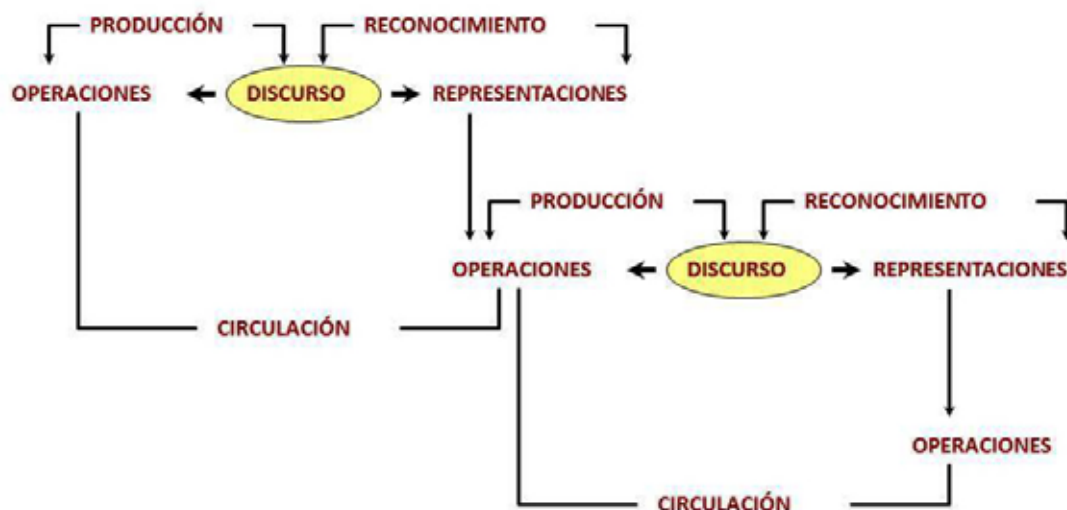 PRODUCCIÓN RECONOCIMIENTO
OPERACIONES DISCURSO REPRESENTACIONES
PRODUCCIÓN RECONOCIMIENTO
OPERACIONES DISCURSO REPRESENTACIONES
CIRCULACIÓN
OPERACIONES
CIRCULACIÓN